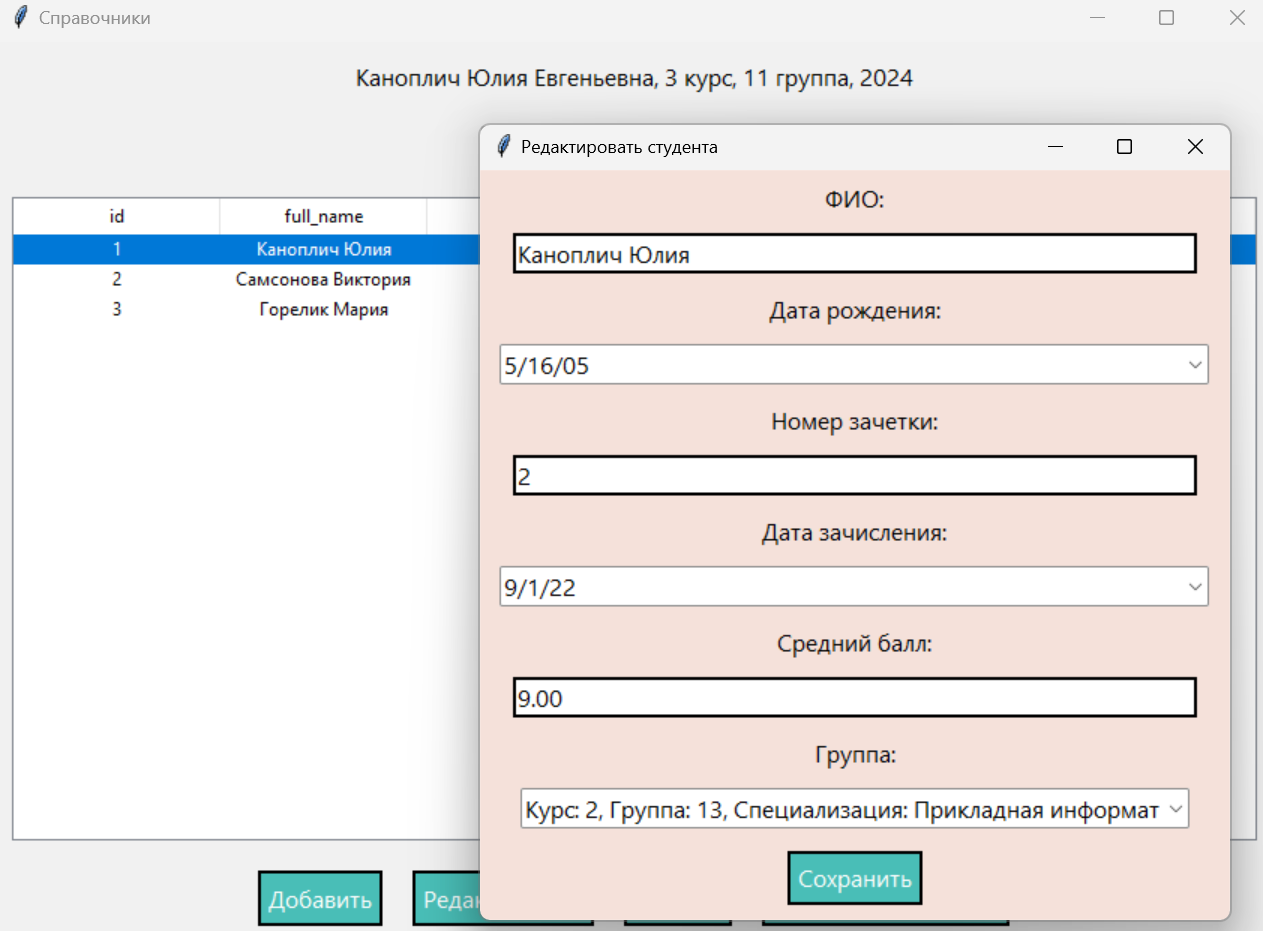 Справочники
Каноплич Юлия Евгеньевна, 3 курс, 11 группа, 2024
id full_name
1 Каноплич Юлия
2 Самсонова Виктория
3 Горелик Мария
Добавить
Редактировать студента
ФИО:
Каноплич Юлия
Дата рождения:
5/16/05
Номер зачетки:
2
Дата зачисления:
9/1/22
Средний балл:
9.00
Группа:
Курс: 2, Группа: 13, Специализация: Прикладная информат
Сохранить